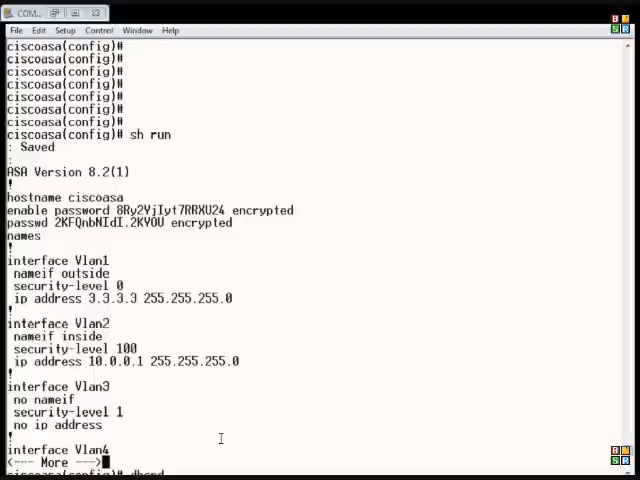 COM...
File Edit Setup Control Window Help
ciscoasa(config)#
ciscoasa(config)#
ciscoasa(config)#
ciscoasa(config)#
ciscoasa(config)#
ciscoasa(config)#
ciscoasa(config)#
ciscoasa(config)# sh run
: Saved
:
ASA Version 8.2(1)
!
hostname ciscoasa
enable password 8Ry2YjIyt7RRXU24 encrypted
passwd 2KFQnbNIdI.2KYOU encrypted
names
!
interface Vlan1
nameif outside
security-level 0
ip address 3.3.3.3 255.255.255.0
!
interface Vlan2
nameif inside
security-level 100
ip address 10.0.0.1 255.255.255.0
!
interface Vlan3
no nameif
security-level 1
no ip address
!
interface Vlan4
<--- More --->
ciscoasa(config)# dhcpd
B
S R
B
S R